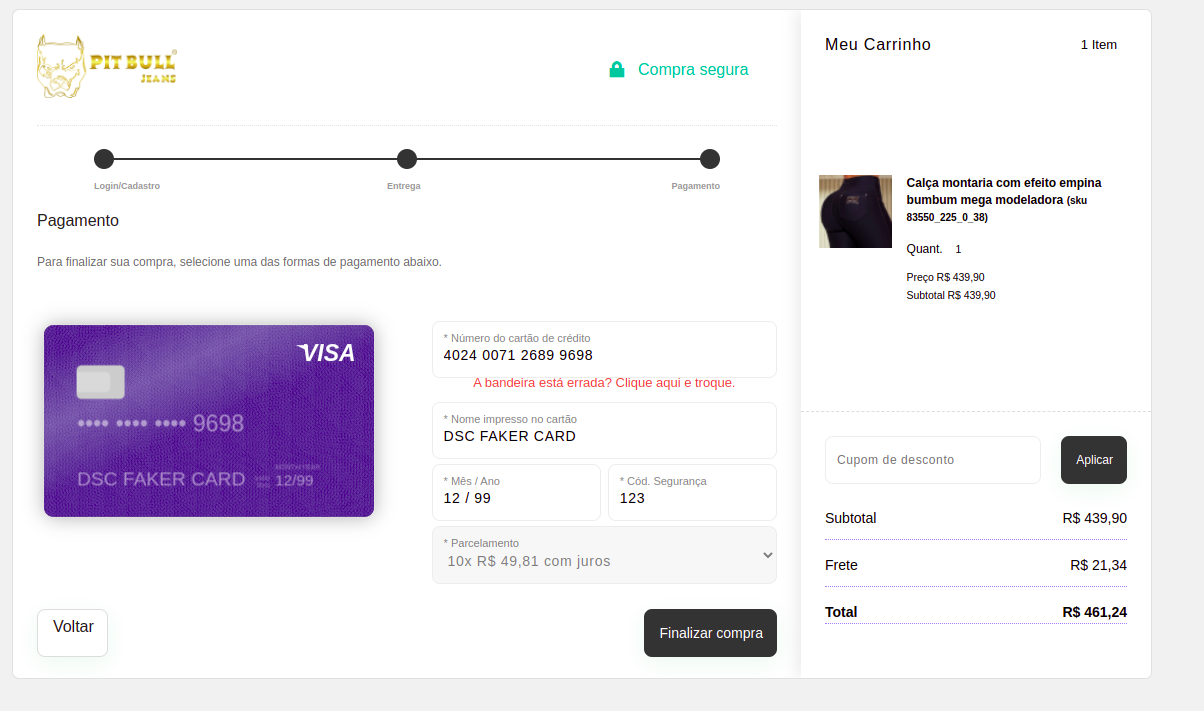 PIT BULL
JEANS
Compra segura
Login/Cadastro
Entrega
Pagamento
Pagamento
Para finalizar sua compra, selecione uma das formas de pagamento abaixo.
VISA
•••• •••• •••• 9698
DSC FAKER CARD
MONTH/YEAR
12/99
* Número do cartão de crédito
4024 0071 2689 9698
A bandeira está errada? Clique aqui e troque.
* Nome impresso no cartão
DSC FAKER CARD
* Mês / Ano
12 / 99
* Cód. Segurança
123
* Parcelamento
10x R$ 49,81 com juros
Voltar
Finalizar compra
Meu Carrinho
1 Item
Calça montaria com efeito empina
bumbum mega modeladora (sku
83550_225_0_38)
Quant. 1
Preço R$ 439,90
Subtotal R$ 439,90
Cupom de desconto
Aplicar
Subtotal R$ 439,90
Frete R$ 21,34
Total R$ 461,24